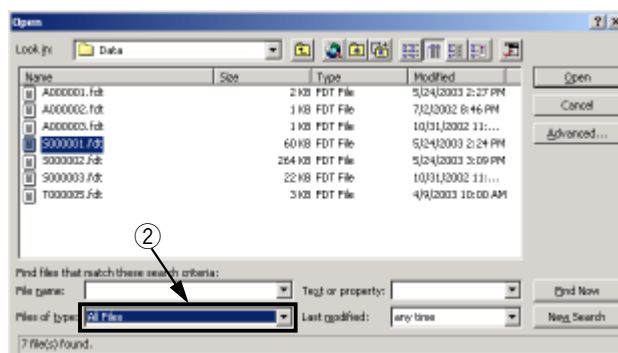 Open
Look in: Data
Name Size Type Modified
A000001.fdt 2 KB FDT File 5/24/2003 2:27 PM
A000002.fdt 1 KB FDT File 7/2/2002 8:46 PM
A000003.fdt 1 KB FDT File 10/31/2002 11:...
S000001.fdt 60 KB FDT File 5/24/2003 2:24 PM
S000002.fdt 264 KB FDT File 5/24/2003 3:09 PM
S000003.fdt 22 KB FDT File 10/31/2002 11:...
T000005.fdt 3 KB FDT File 4/9/2003 10:00 AM
Open
Cancel
Advanced...
2
Find files that match these search criteria:
File name: Text or property: Find Now
Files of type: All Files Last modified: any time New Search
7 file(s) found.